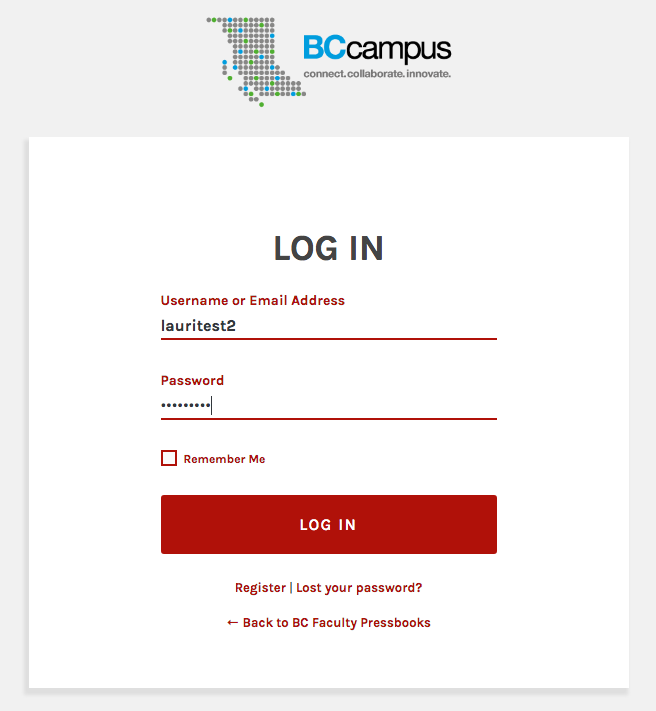 BCcampus
connect.collaborate.innovate.
LOG IN
Username or Email Address
lauritest2
Password
•••••••••
Remember Me
LOG IN
Register | Lost your password?
← Back to BC Faculty Pressbooks